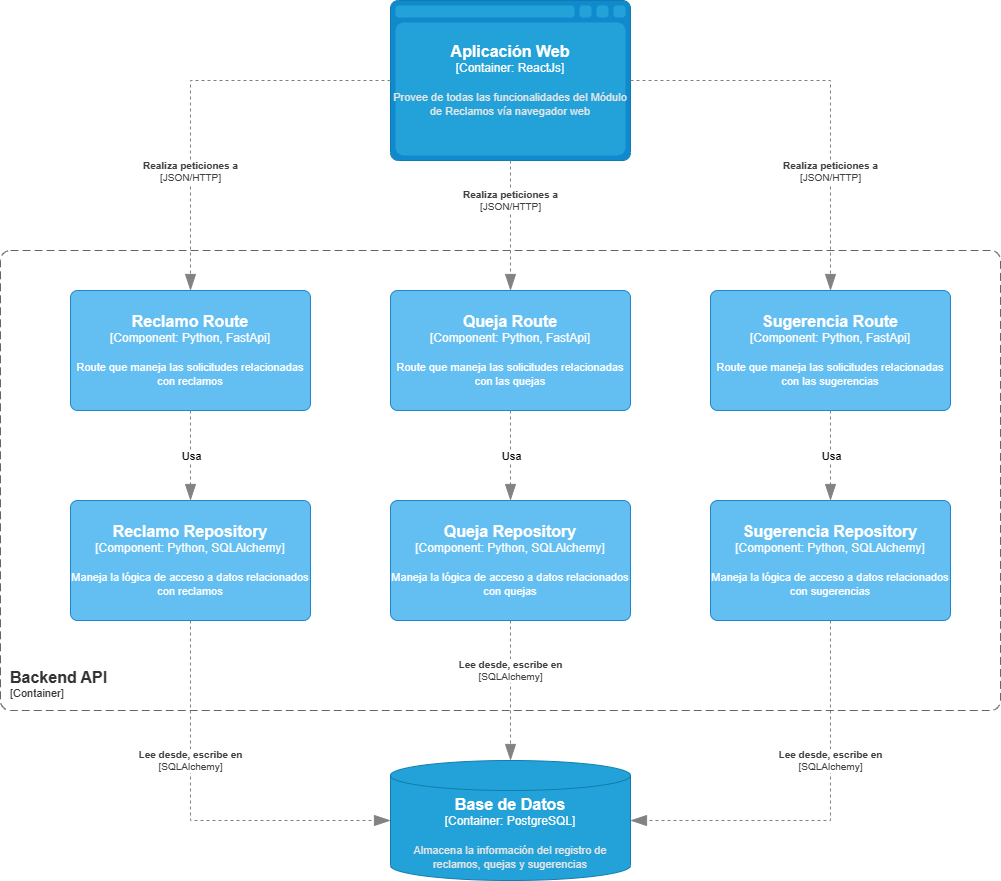 Aplicación Web
[Container: ReactJs]
Provee de todas las funcionalidades del Módulo
de Reclamos vía navegador web
Realiza peticiones a
[JSON/HTTP]
Realiza peticiones a
[JSON/HTTP]
Realiza peticiones a
[JSON/HTTP]
Reclamo Route
[Component: Python, FastApi]
Route que maneja las solicitudes relacionadas
con reclamos
Queja Route
[Component: Python, FastApi]
Route que maneja las solicitudes relacionadas
con las quejas
Sugerencia Route
[Component: Python, FastApi]
Route que maneja las solicitudes relacionadas
con las sugerencias
Usa
Usa
Usa
Reclamo Repository
[Component: Python, SQLAlchemy]
Maneja la lógica de acceso a datos relacionados
con reclamos
Queja Repository
[Component: Python, SQLAlchemy]
Maneja la lógica de acceso a datos relacionados
con quejas
Sugerencia Repository
[Component: Python, SQLAlchemy]
Maneja la lógica de acceso a datos relacionados
con sugerencias
Lee desde, escribe en
[SQLAlchemy]
Backend API
[Container]
Lee desde, escribe en
[SQLAlchemy]
Lee desde, escribe en
[SQLAlchemy]
Base de Datos
[Container: PostgreSQL]
Almacena la información del registro de
reclamos, quejas y sugerencias